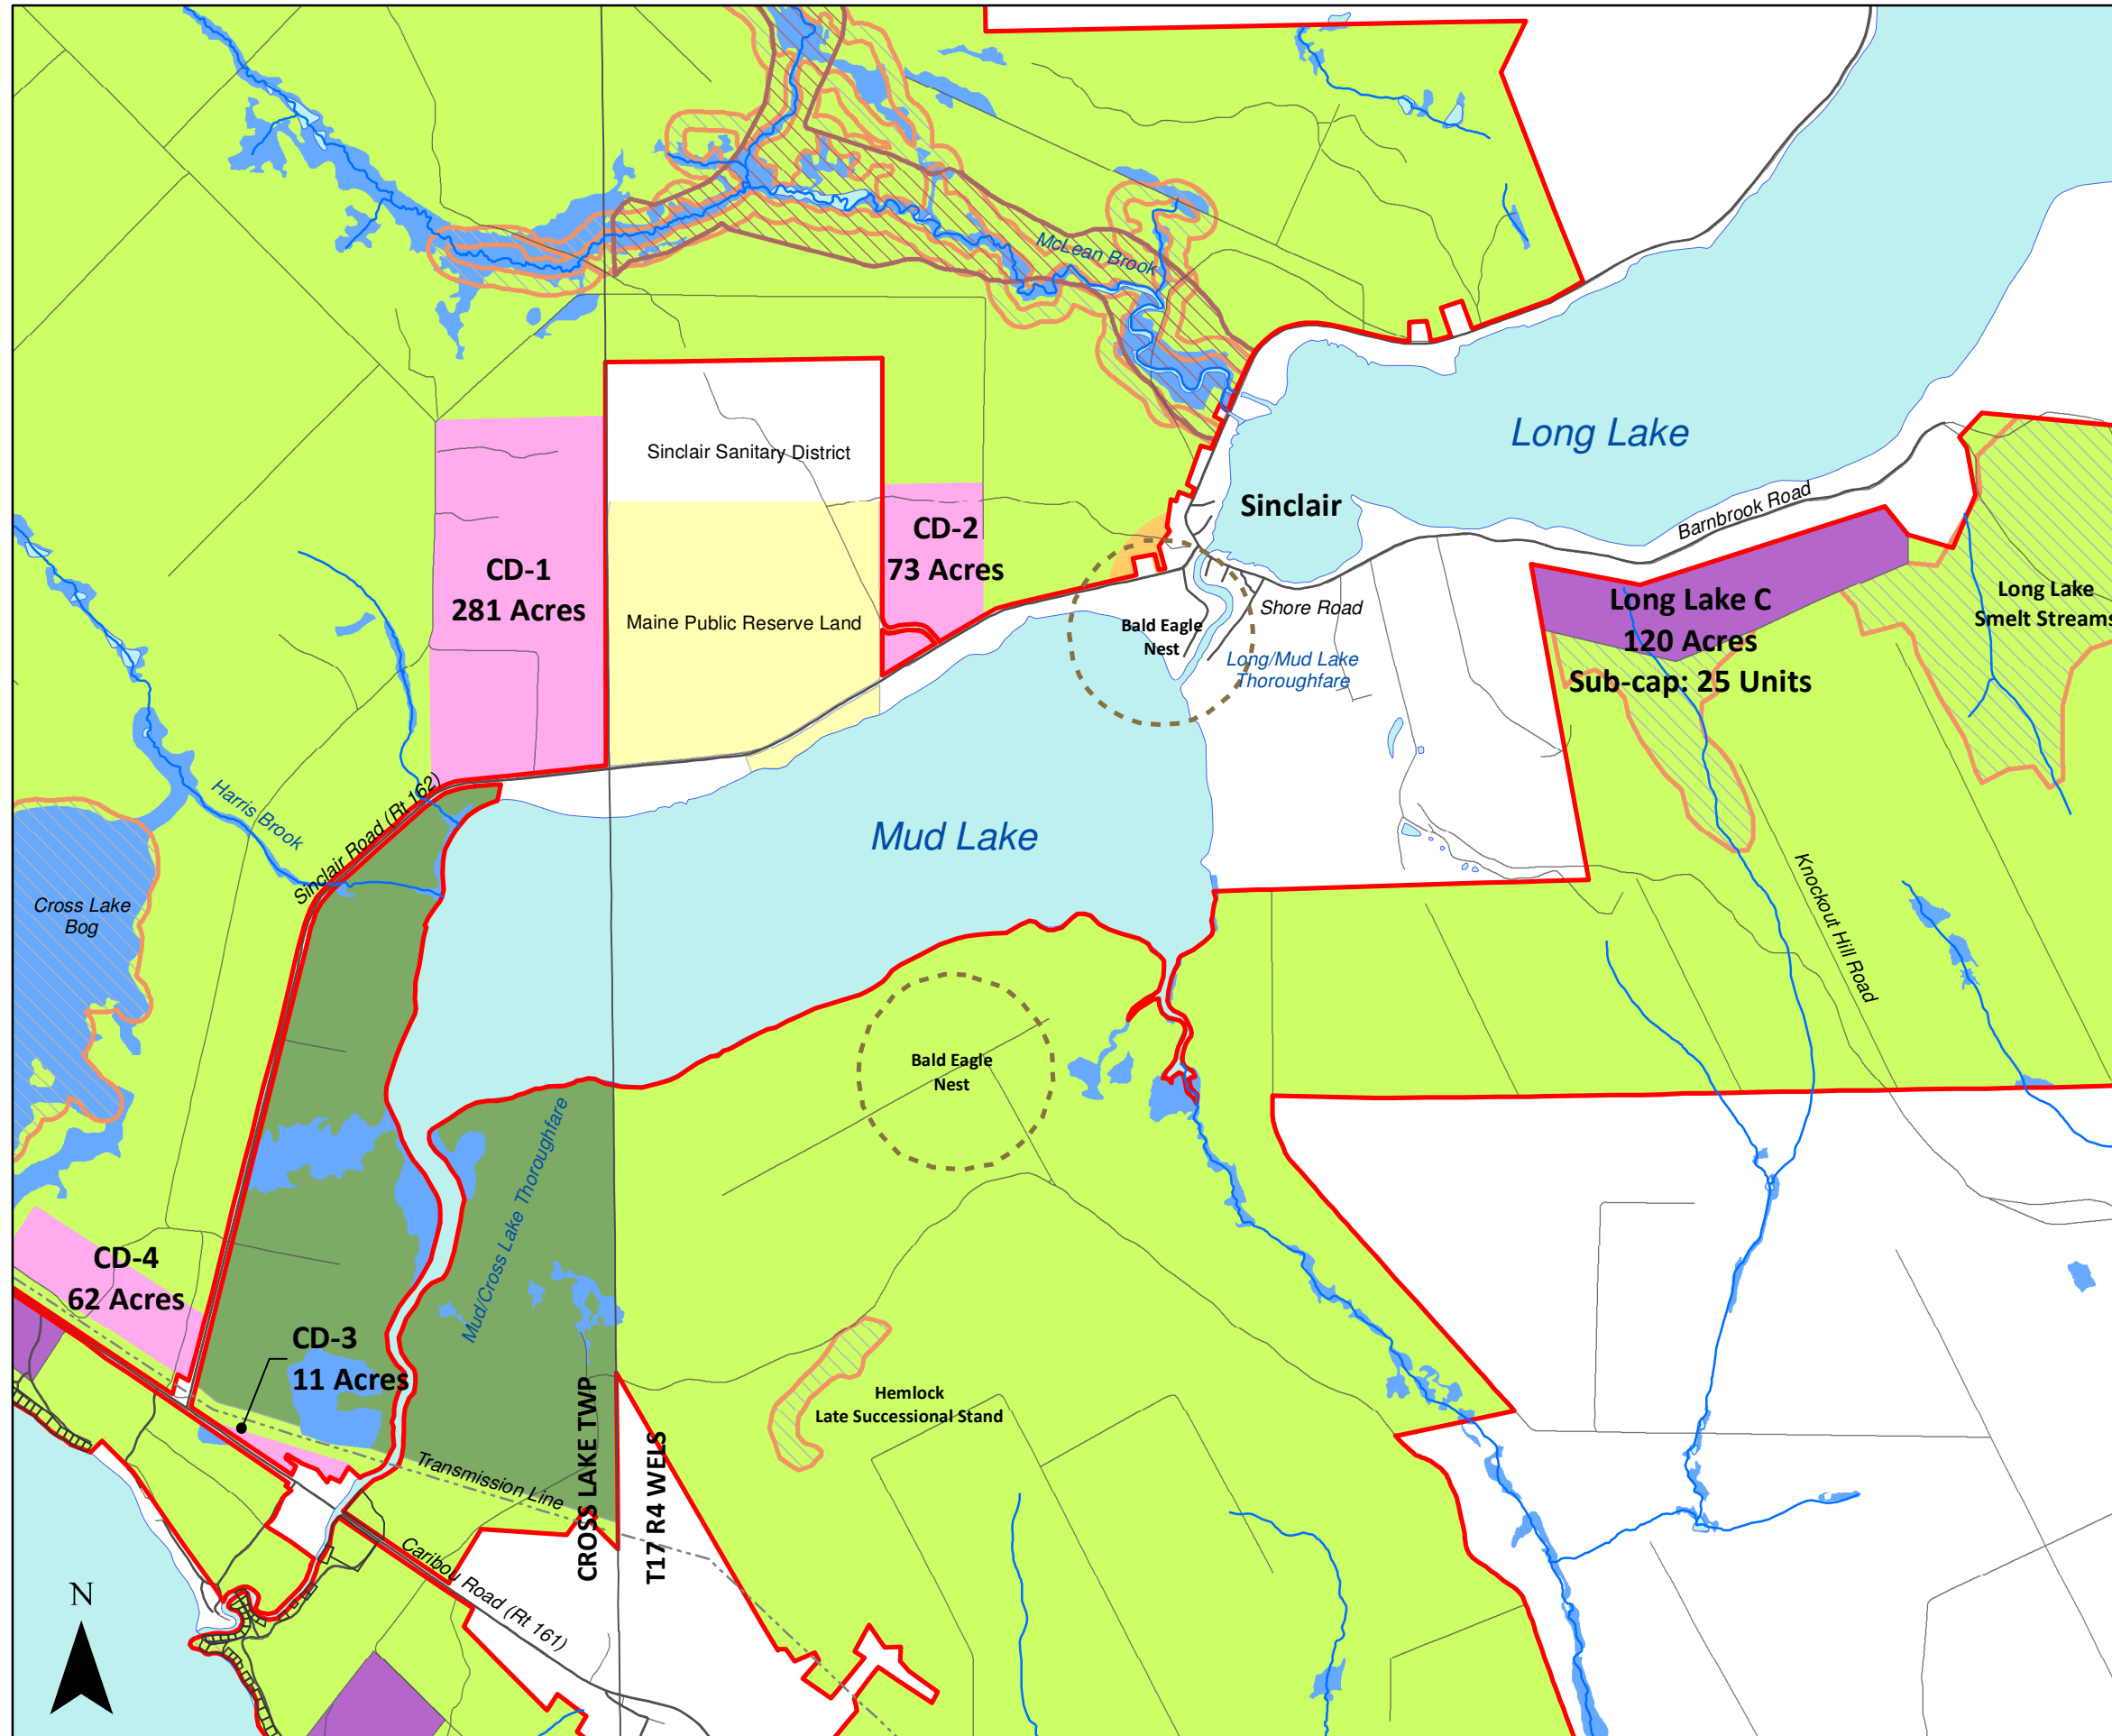 McLean Brook
Long Lake
Sinclair Sanitary District
Sinclair
Barnbrook Road
CD-2
73 Acres
CD-1
281 Acres
Maine Public Reserve Land
Shore Road
Bald Eagle
Nest
Long/Mud Lake
Thoroughfare
Long Lake C
120 Acres
Sub-cap: 25 Units
Long Lake
Smelt Streams
Harris Brook
Sinclair Road (Rt 162)
Mud Lake
Cross Lake
Bog
Knockout Hill Road
Bald Eagle
Nest
Mud/Cross Lake Thoroughfare
CD-4
62 Acres
CD-3
11 Acres
Hemlock
Late Successional Stand
CROSS LAKE TWP
T17 R4 WELS
Transmission Line
Caribou Road (Rt 161)
N